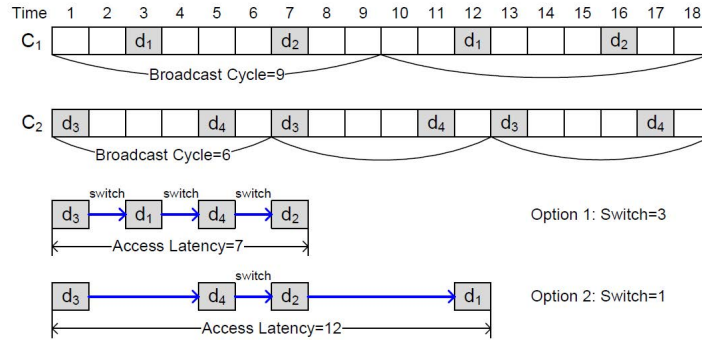 Time 1 2 3 4 5 6 7 8 9 10 11 12 13 14 15 16 17 18
C1 d1 d2 d1 d2
Broadcast Cycle=9
C2 d3 d4 d3 d4 d3 d4
Broadcast Cycle=6
switch switch switch
d3 d1 d4 d2 Option 1: Switch=3
Access Latency=7
switch
d3 d4 d2 d1 Option 2: Switch=1
Access Latency=12